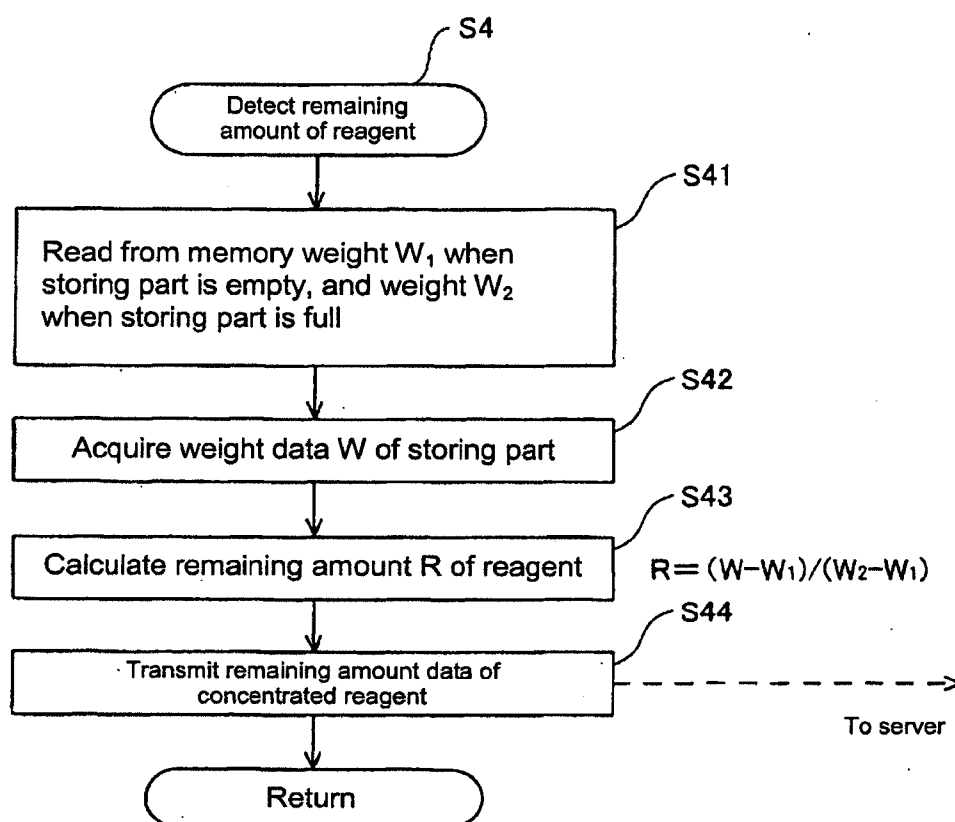 S4
Detect remaining
amount of reagent
S41
Read from memory weight W₁ when
storing part is empty, and weight W₂
when storing part is full
S42
Acquire weight data W of storing part
S43
Calculate remaining amount R of reagent
R=(W-W₁)/(W₂-W₁)
S44
Transmit remaining amount data of
concentrated reagent
To server
Return